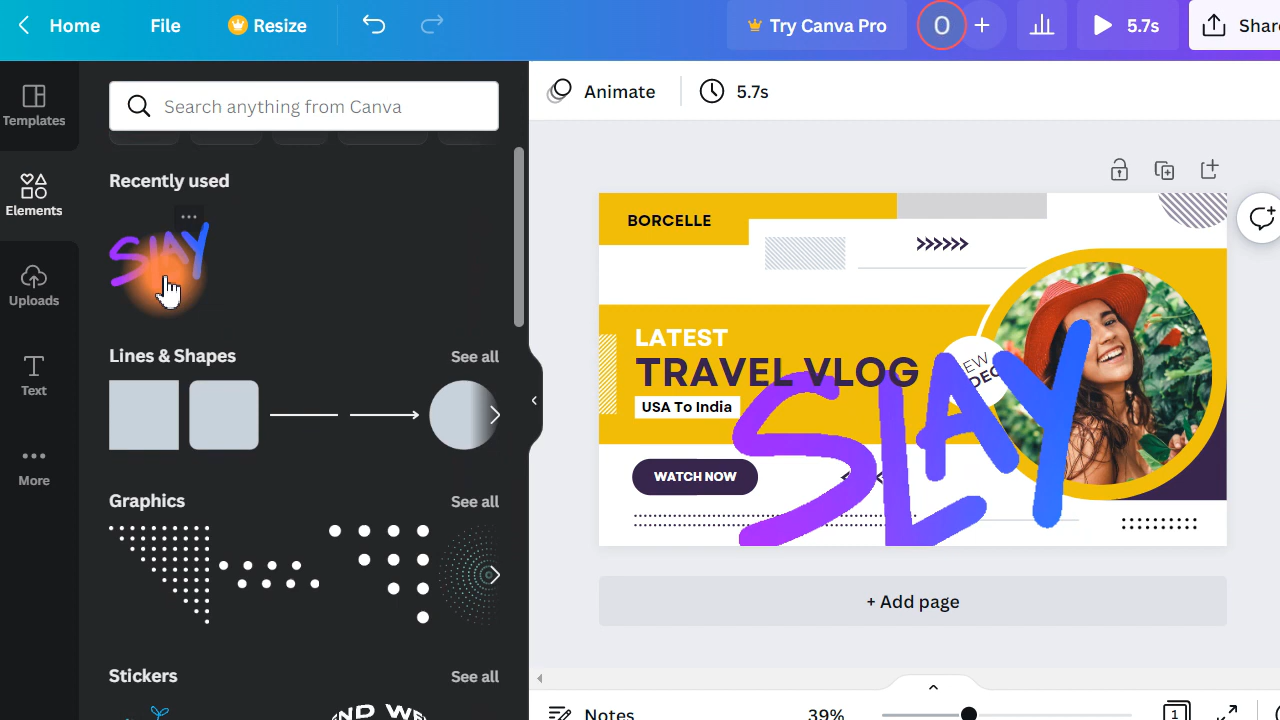 Home File Resize Try Canva Pro O + 5.7s Share
Templates
Elements
Uploads
Text
More
Search anything from Canva
Recently used
SLAY
Lines & Shapes See all
Graphics See all
Stickers See all
Animate 5.7s
BORCELLE
LATEST
TRAVEL VLOG
USA To India
WATCH NOW
SLAY
+ Add page
Notes 39% 1